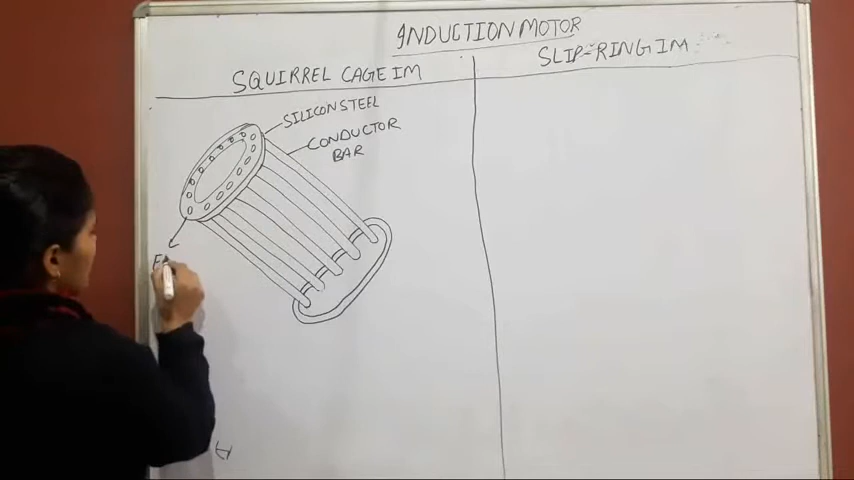 INDUCTION MOTOR
SQUIRREL CAGE IM
SLIP-RING IM
SILICON STEEL
CONDUCTOR
BAR